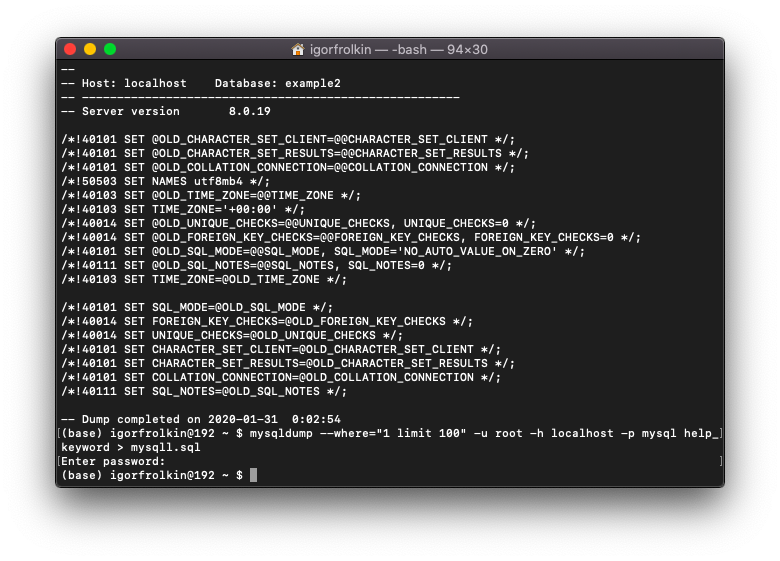 igorfrolkin — -bash — 94×30
--
-- Host: localhost    Database: example2
-- ------------------------------------------------------
-- Server version       8.0.19

/*!40101 SET @OLD_CHARACTER_SET_CLIENT=@@CHARACTER_SET_CLIENT */;
/*!40101 SET @OLD_CHARACTER_SET_RESULTS=@@CHARACTER_SET_RESULTS */;
/*!40101 SET @OLD_COLLATION_CONNECTION=@@COLLATION_CONNECTION */;
/*!50503 SET NAMES utf8mb4 */;
/*!40103 SET @OLD_TIME_ZONE=@@TIME_ZONE */;
/*!40103 SET TIME_ZONE='+00:00' */;
/*!40014 SET @OLD_UNIQUE_CHECKS=@@UNIQUE_CHECKS, UNIQUE_CHECKS=0 */;
/*!40014 SET @OLD_FOREIGN_KEY_CHECKS=@@FOREIGN_KEY_CHECKS, FOREIGN_KEY_CHECKS=0 */;
/*!40101 SET @OLD_SQL_MODE=@@SQL_MODE, SQL_MODE='NO_AUTO_VALUE_ON_ZERO' */;
/*!40111 SET @OLD_SQL_NOTES=@@SQL_NOTES, SQL_NOTES=0 */;
/*!40103 SET TIME_ZONE=@OLD_TIME_ZONE */;

/*!40101 SET SQL_MODE=@OLD_SQL_MODE */;
/*!40014 SET FOREIGN_KEY_CHECKS=@OLD_FOREIGN_KEY_CHECKS */;
/*!40014 SET UNIQUE_CHECKS=@OLD_UNIQUE_CHECKS */;
/*!40101 SET CHARACTER_SET_CLIENT=@OLD_CHARACTER_SET_CLIENT */;
/*!40101 SET CHARACTER_SET_RESULTS=@OLD_CHARACTER_SET_RESULTS */;
/*!40101 SET COLLATION_CONNECTION=@OLD_COLLATION_CONNECTION */;
/*!40111 SET SQL_NOTES=@OLD_SQL_NOTES */;

-- Dump completed on 2020-01-31  0:02:54
[(base) igorfrolkin@192 ~ $ mysqldump --where="1 limit 100" -u root -h localhost -p mysql help_]
keyword > mysqll.sql
[Enter password: ]
(base) igorfrolkin@192 ~ $